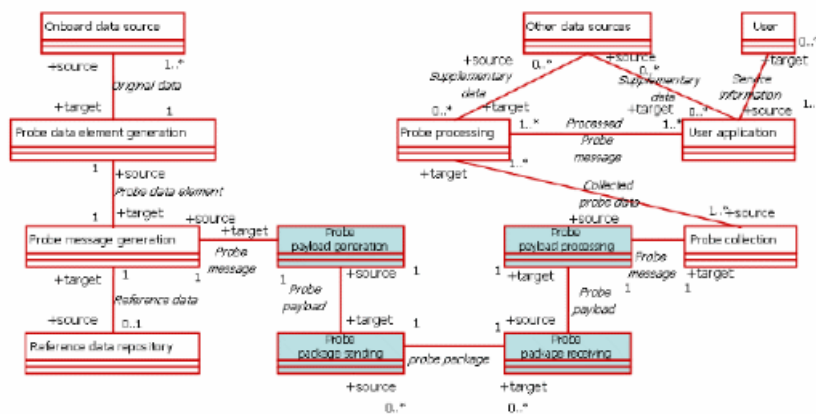 Onboard data source
Other data sources
User
+source
1..*
+source
0..*
+source
0..*
0..*
+target
Original data
Supplementary
data
Supplementary
data
Service
information
+target
1
0..*
+target
1..*
+target
1..*
0..*
+source
1..
Probe data element generation
Probe processing
Processed
Probe
message
User application
1
+source
Probe data element
+target
1..*
Collected
probe data
1
+target
+source
+target
+source
1..*
+source
Probe message generation
Probe
payload generation
Probe
payload processing
Probe collection
+target
1
Probe
message
1
1
+source
1
1
+target
Probe
message
1
+target
1
Reference data
Probe
payload
Probe
payload
+source
0..1
+target
1
1
+source
Reference data repository
Probe
package sending
probe package
Probe
package receiving
+source
+target
0..*
0..*